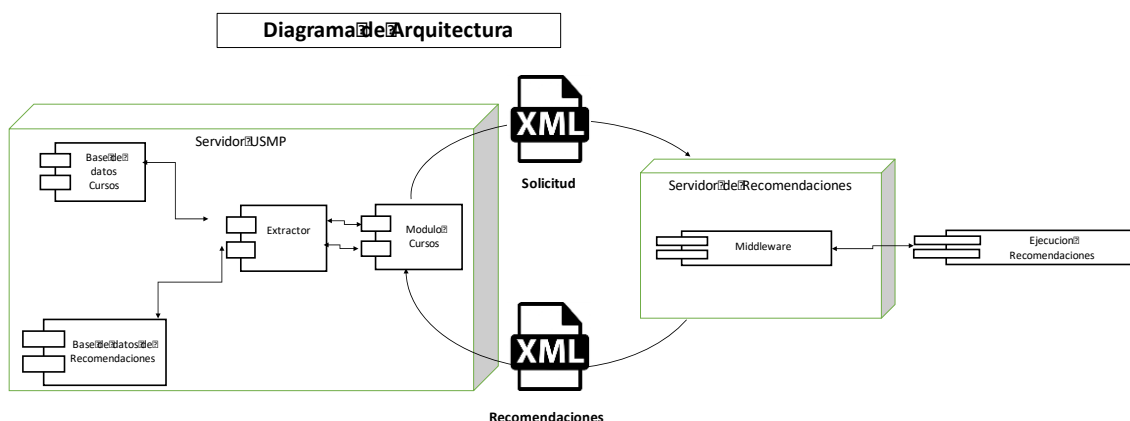 Diagrama de Arquitectura
XML
Servidor USMP
Base de
datos
Cursos
Solicitud
Servidor de Recomendaciones
Extractor
Modulo
Cursos
Middleware
Ejecucion
Recomendaciones
Base de datos de
Recomendaciones
XML
Recomendaciones